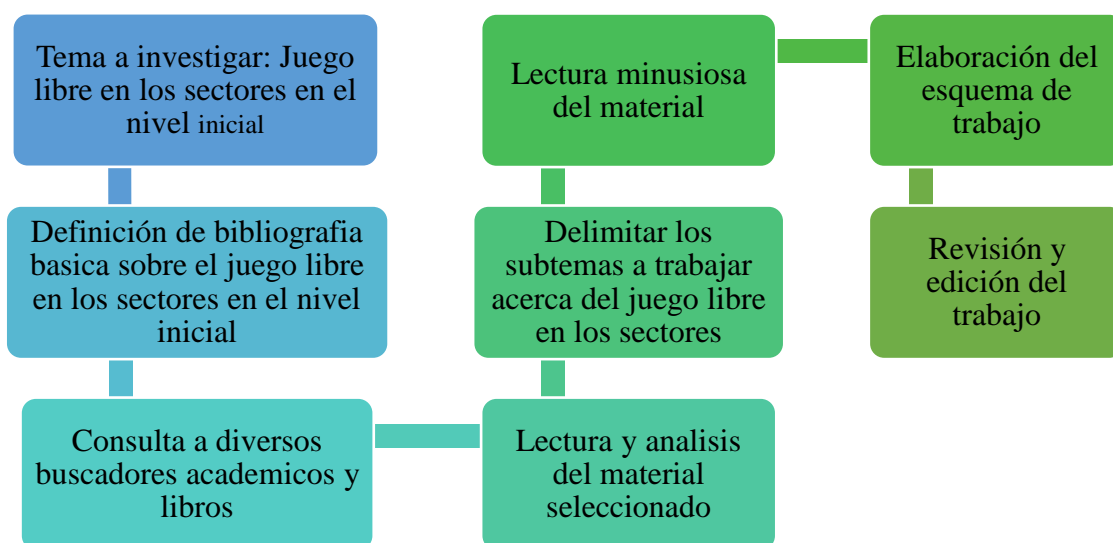 Tema a investigar: Juego
libre en los sectores en el
nivel inicial
Definición de bibliografia
basica sobre el juego libre
en los sectores en el nivel
inicial
Consulta a diversos
buscadores academicos y
libros
Lectura y analisis
del material
seleccionado
Delimitar los
subtemas a trabajar
acerca del juego libre
en los sectores
Lectura minusiosa
del material
Elaboración del
esquema de
trabajo
Revisión y
edición del
trabajo